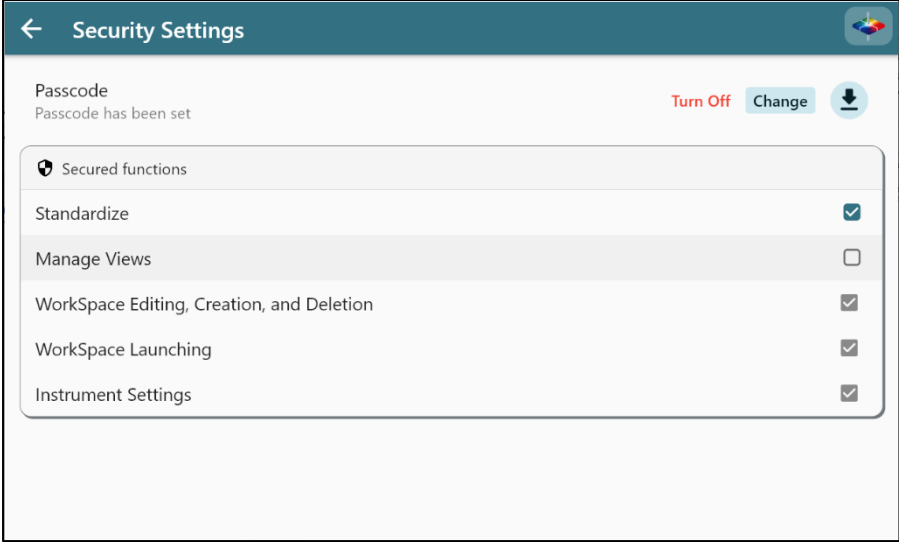 Security Settings
Passcode
Passcode has been set
Turn Off
Change
Secured functions
Standardize
Manage Views
WorkSpace Editing, Creation, and Deletion
WorkSpace Launching
Instrument Settings